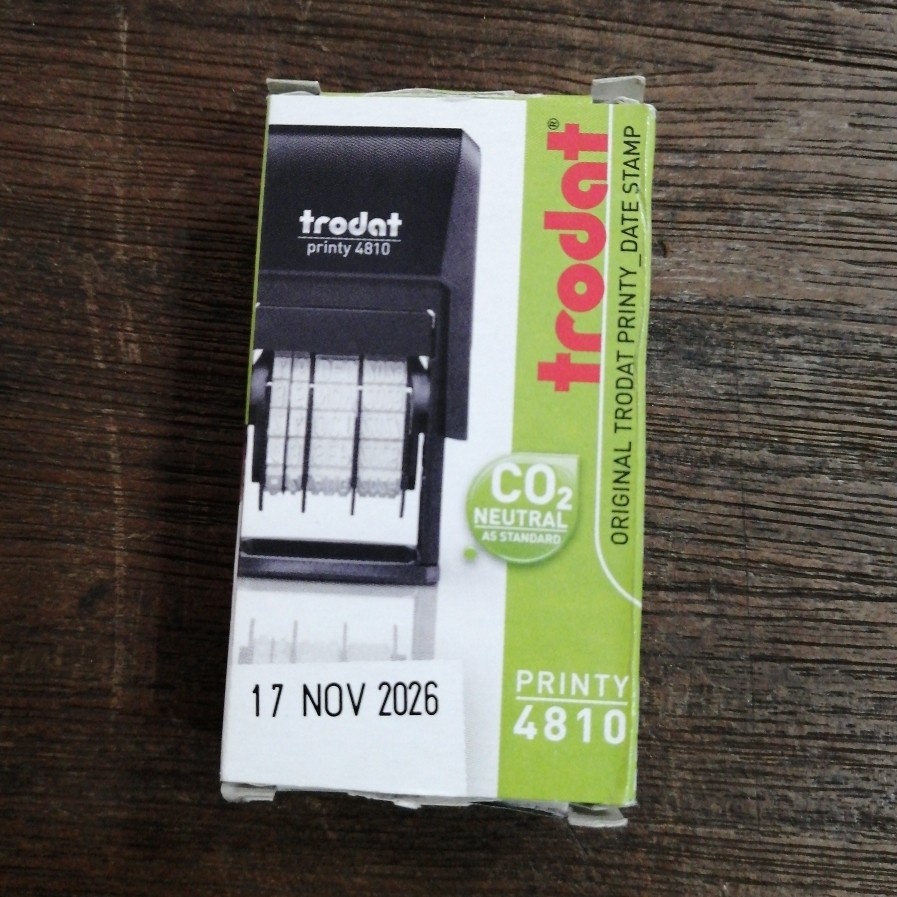 trodat
printy 4810
trodat®
ORIGINAL TRODAT PRINTY_DATE STAMP
CO2
NEUTRAL
AS STANDARD
17 NOV 2026
PRINTY
4810